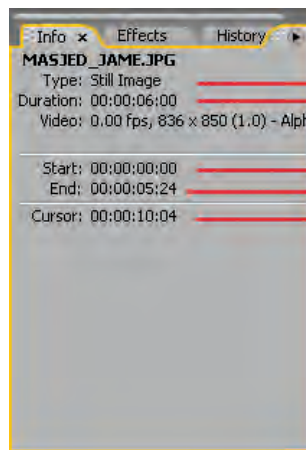 Info × Effects History
MASJED_JAME.JPG
Type: Still Image
Duration: 00:00:06:00
Video: 0.00 fps, 836 x 850 (1.0) - Alph
Start: 00:00:00:00
End: 00:00:05:24
Cursor: 00:00:10:04